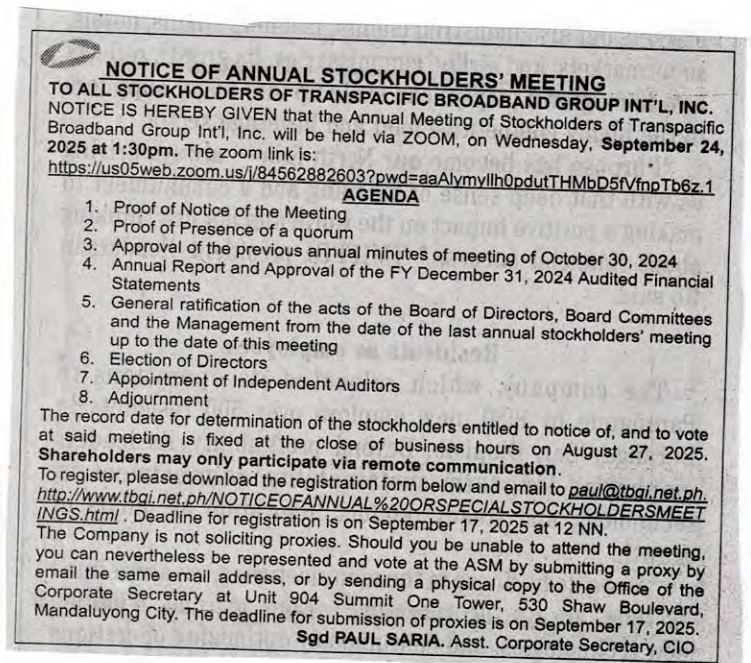 NOTICE OF ANNUAL STOCKHOLDERS' MEETING
TO ALL STOCKHOLDERS OF TRANSPACIFIC BROADBAND GROUP INT'L, INC.
NOTICE IS HEREBY GIVEN that the Annual Meeting of Stockholders of Transpacific
Broadband Group Int'l, Inc. will be held via ZOOM, on Wednesday, September 24,
2025 at 1:30pm. The zoom link is:
https://us05web.zoom.us/j/84562882603?pwd=aaAlvmyllh0pdutTHMbD5fVfnpTb6z.1
AGENDA
1. Proof of Notice of the Meeting
2. Proof of Presence of a quorum
3. Approval of the previous annual minutes of meeting of October 30, 2024
4. Annual Report and Approval of the FY December 31, 2024 Audited Financial
Statements
5. General ratification of the acts of the Board of Directors, Board Committees
and the Management from the date of the last annual stockholders' meeting
up to the date of this meeting
6. Election of Directors
7. Appointment of Independent Auditors
8. Adjournment
The record date for determination of the stockholders entitled to notice of, and to vote
at said meeting is fixed at the close of business hours on August 27, 2025.
Shareholders may only participate via remote communication.
To register, please download the registration form below and email to paul@tbgi.net.ph.
http://www.tbgi.net.ph/NOTICEOFANNUAL%20ORSPECIALSTOCKHOLDERSMEET
INGS.html . Deadline for registration is on September 17, 2025 at 12 NN.
The Company is not soliciting proxies. Should you be unable to attend the meeting,
you can nevertheless be represented and vote at the ASM by submitting a proxy by
email the same email address, or by sending a physical copy to the Office of the
Corporate Secretary at Unit 904 Summit One Tower, 530 Shaw Boulevard,
Mandaluyong City. The deadline for submission of proxies is on September 17, 2025.
Sgd PAUL SARIA. Asst. Corporate Secretary, CIO